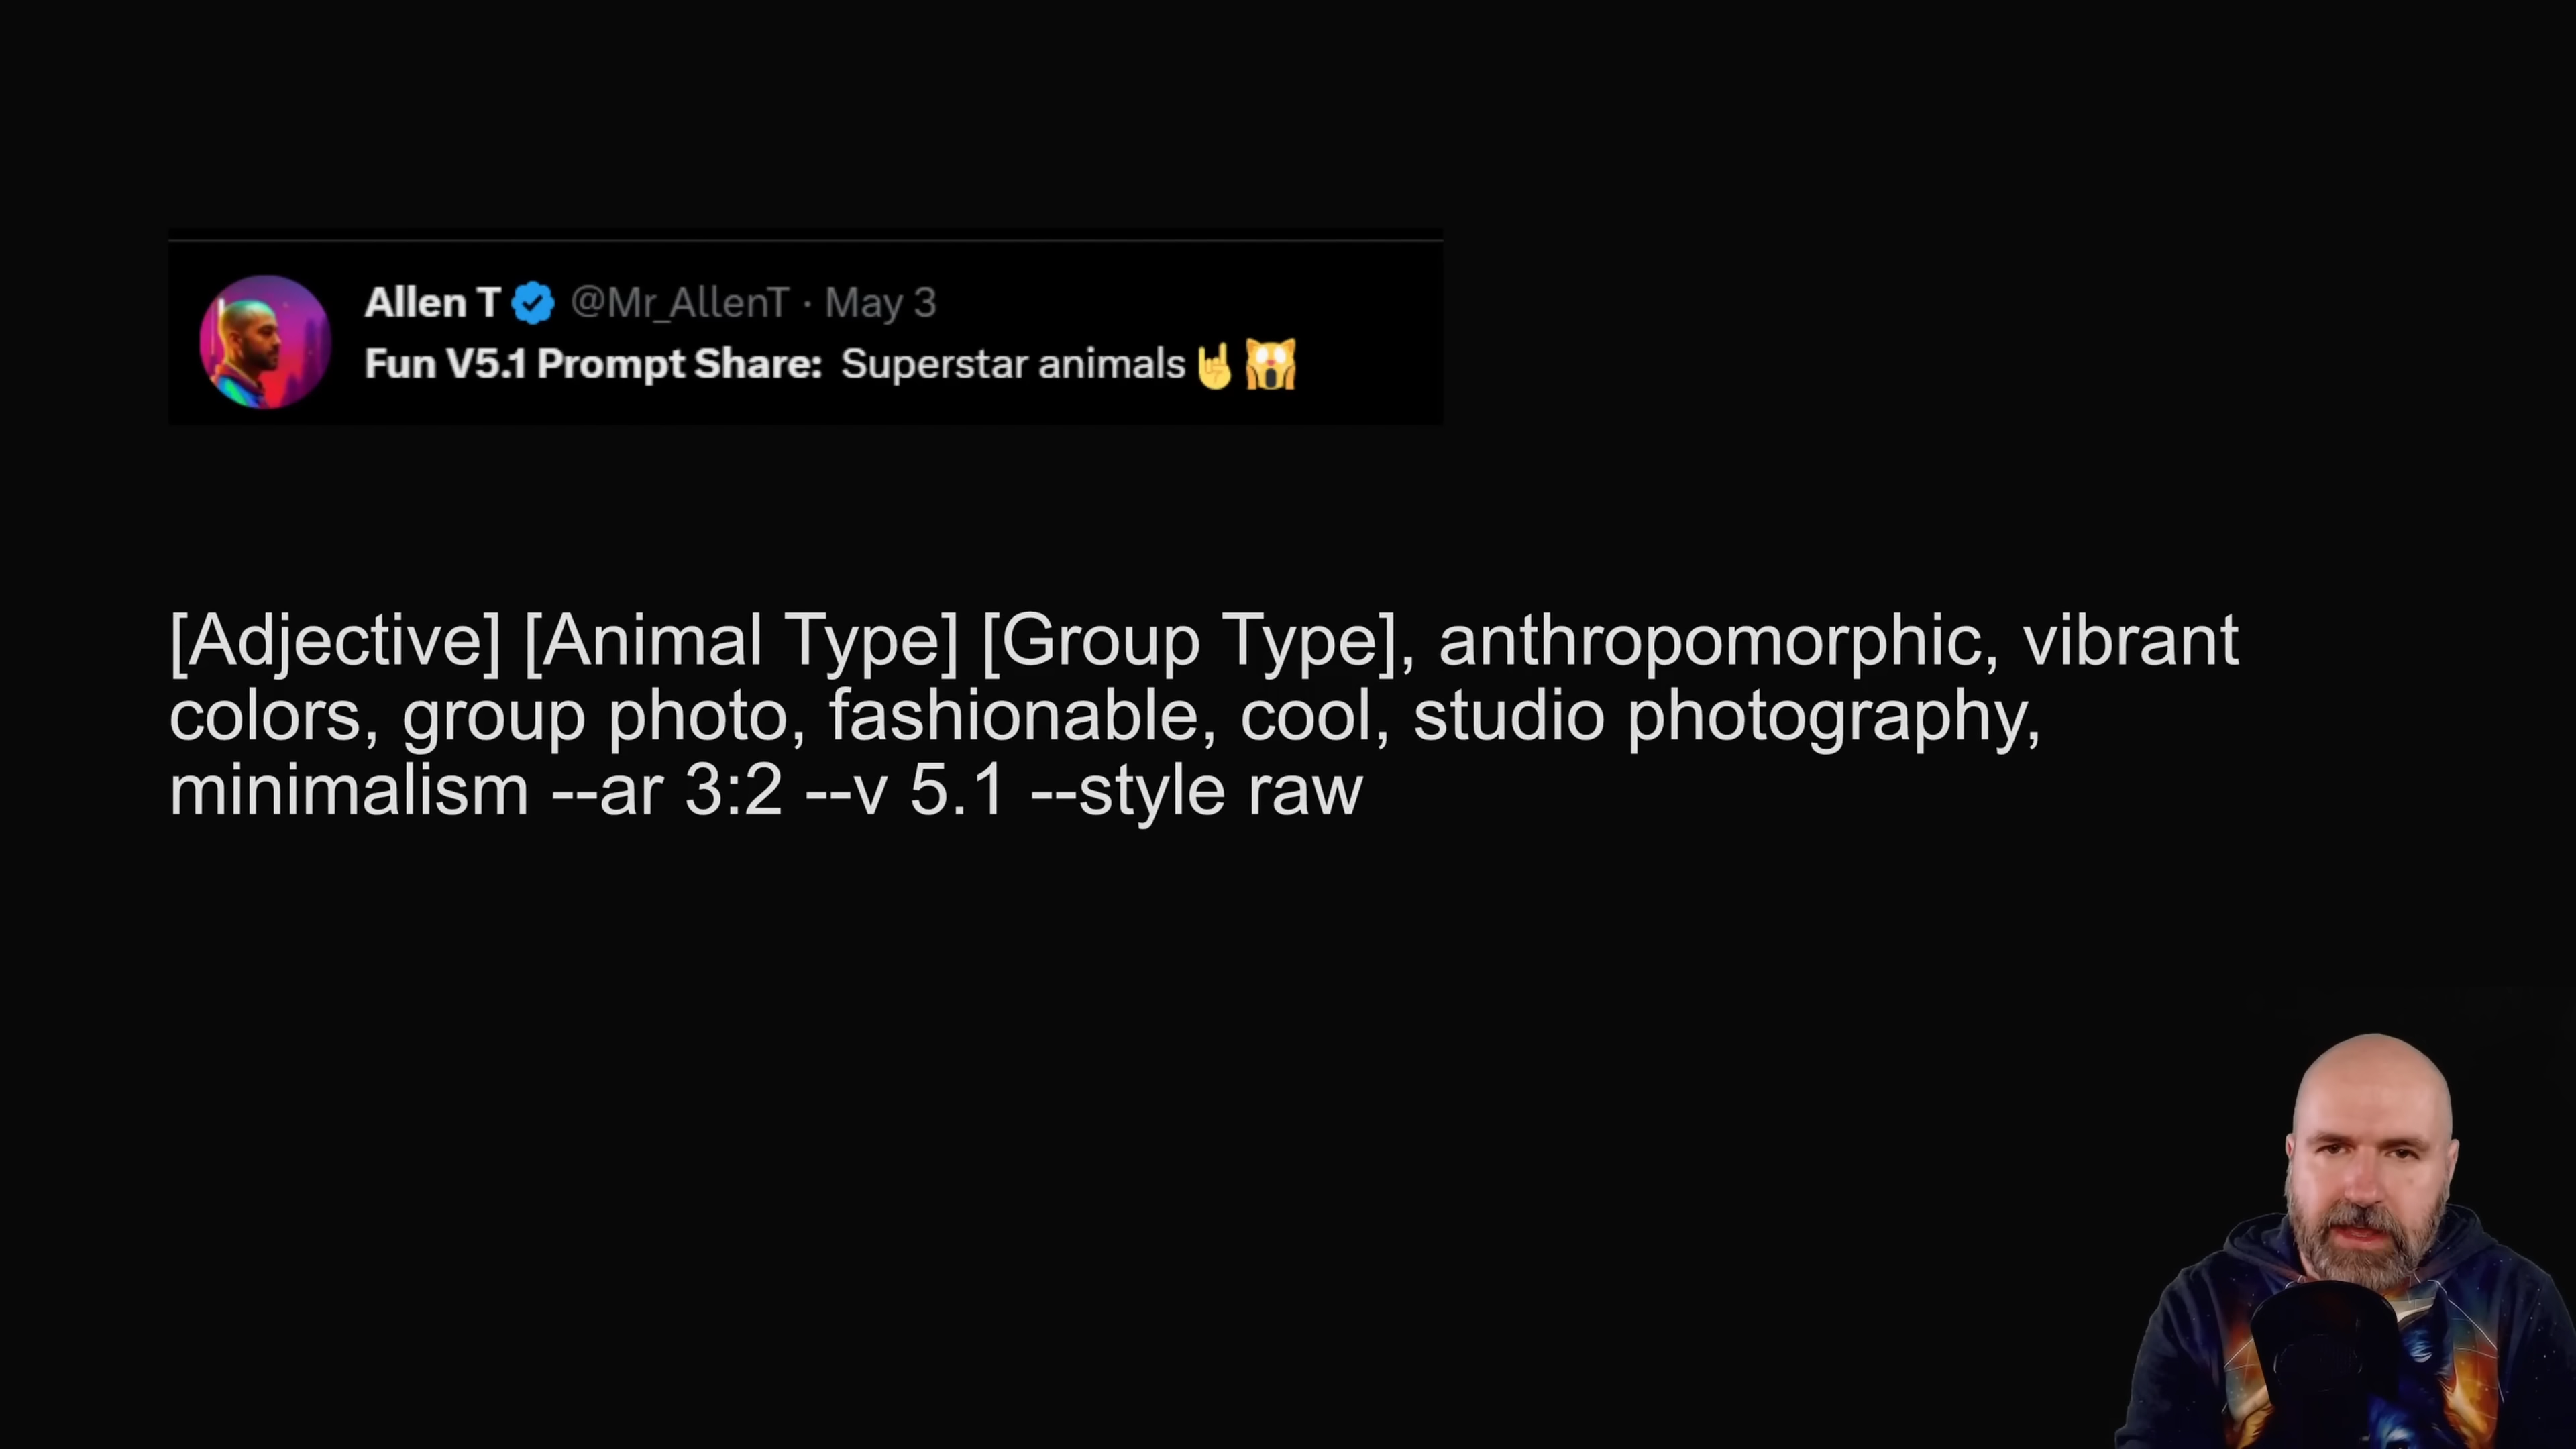 Allen T @Mr_AllenT · May 3
Fun V5.1 Prompt Share: Superstar animals🤘🙀
[Adjective] [Animal Type] [Group Type], anthropomorphic, vibrant
colors, group photo, fashionable, cool, studio photography,
minimalism --ar 3:2 --v 5.1 --style raw